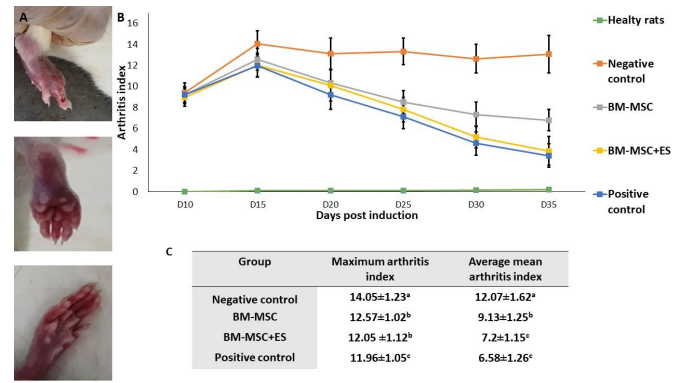 A
B
Arthritis index
16
14
12
10
8
6
4
2
0
D10 D15 D20 D25 D30 D35
Days post induction
Healty rats
Negative
control
BM-MSC
BM-MSC+ES
Positive
control
C
Group Maximum arthritis Average mean
index arthritis index
Negative control 14.05±1.23ᵃ 12.07±1.62ᵃ
BM-MSC 12.57±1.02ᵇ 9.13±1.25ᵇ
BM-MSC+ES 12.05 ±1.12ᵇ 7.2±1.15ᶜ
Positive control 11.96±1.05ᶜ 6.58±1.26ᶜ